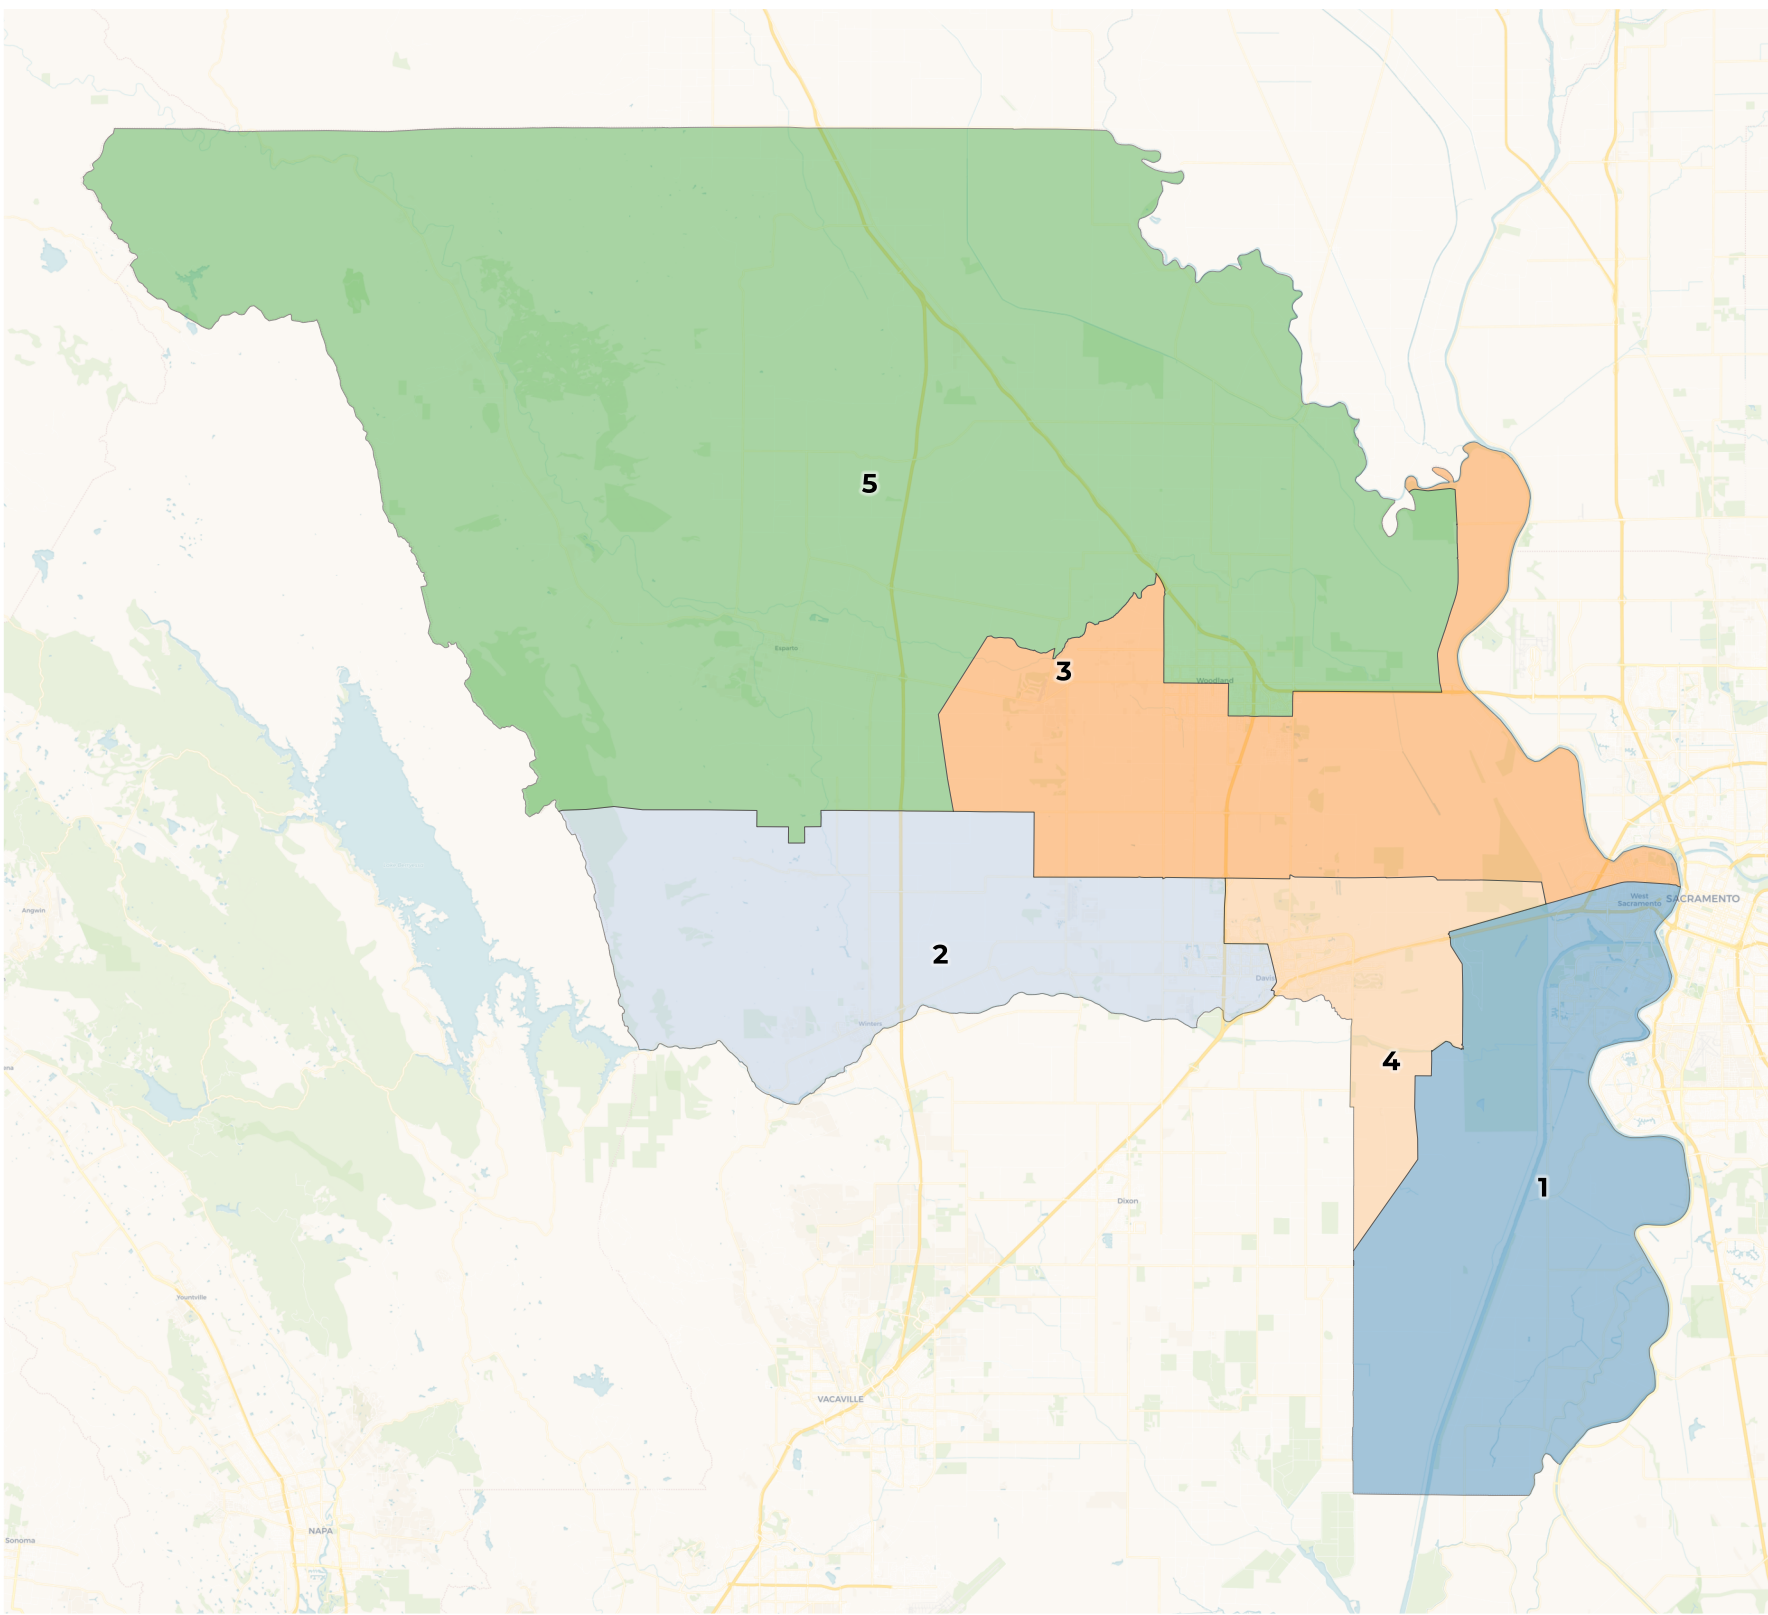 5
Esparto
3
Woodland
West
Sacramento
SACRAMENTO
Angwin
2
Davis
Winters
4
1
Dixon
Yountville
VACAVILLE
NAPA
Sonoma